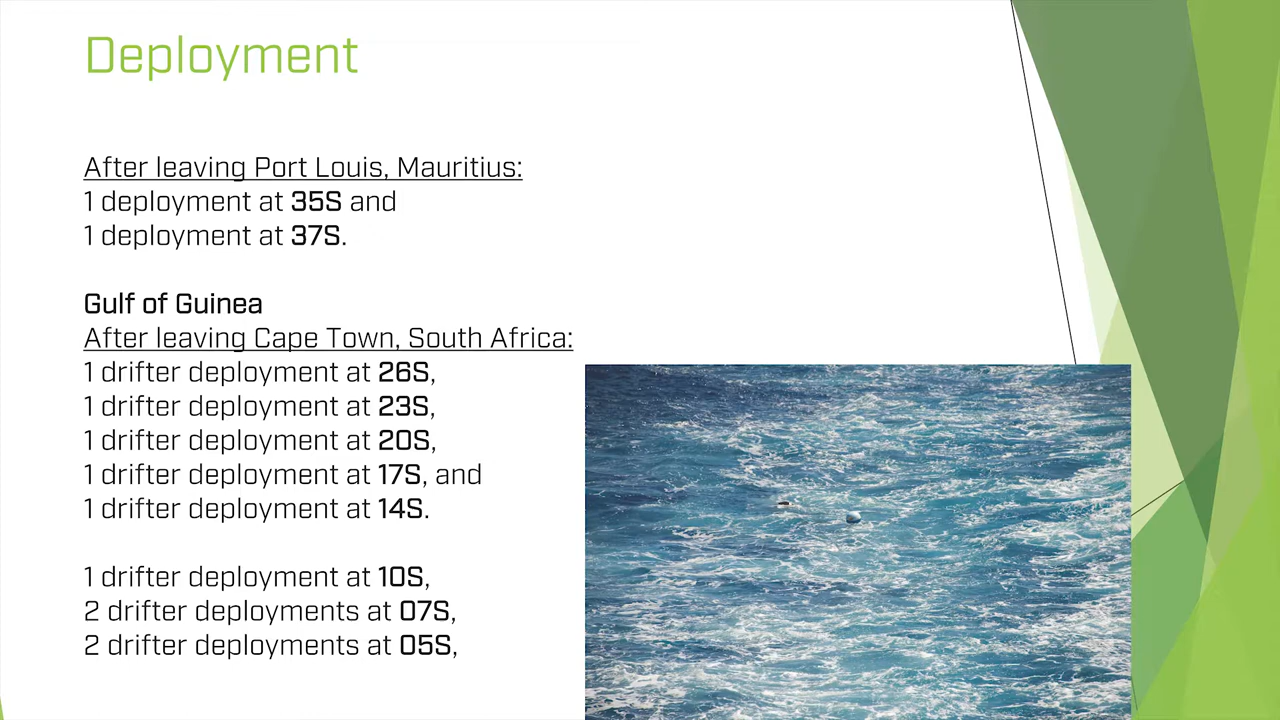 Deployment
After leaving Port Louis, Mauritius:
1 deployment at 35S and
1 deployment at 37S.
Gulf of Guinea
After leaving Cape Town, South Africa:
1 drifter deployment at 26S,
1 drifter deployment at 23S,
1 drifter deployment at 20S,
1 drifter deployment at 17S, and
1 drifter deployment at 14S.
1 drifter deployment at 10S,
2 drifter deployments at 07S,
2 drifter deployments at 05S,